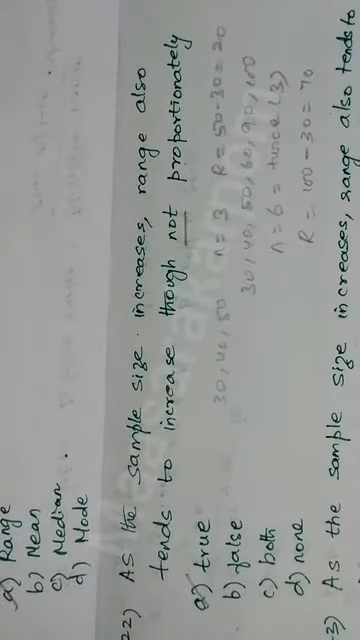 a) Range
b) Mean
c) Median.
d) Mode
22) As the sample size increases, range also
tends to increase though not proportionately
a) true
b) false
c) both
d) none
30, 40, 50 n = 3 R = 50-30 = 20
30, 40, 50, 60, 90, 100
n = 6 = twice (3)
R = 100 - 30 = 70
-3) As the sample size increases, range also tends to